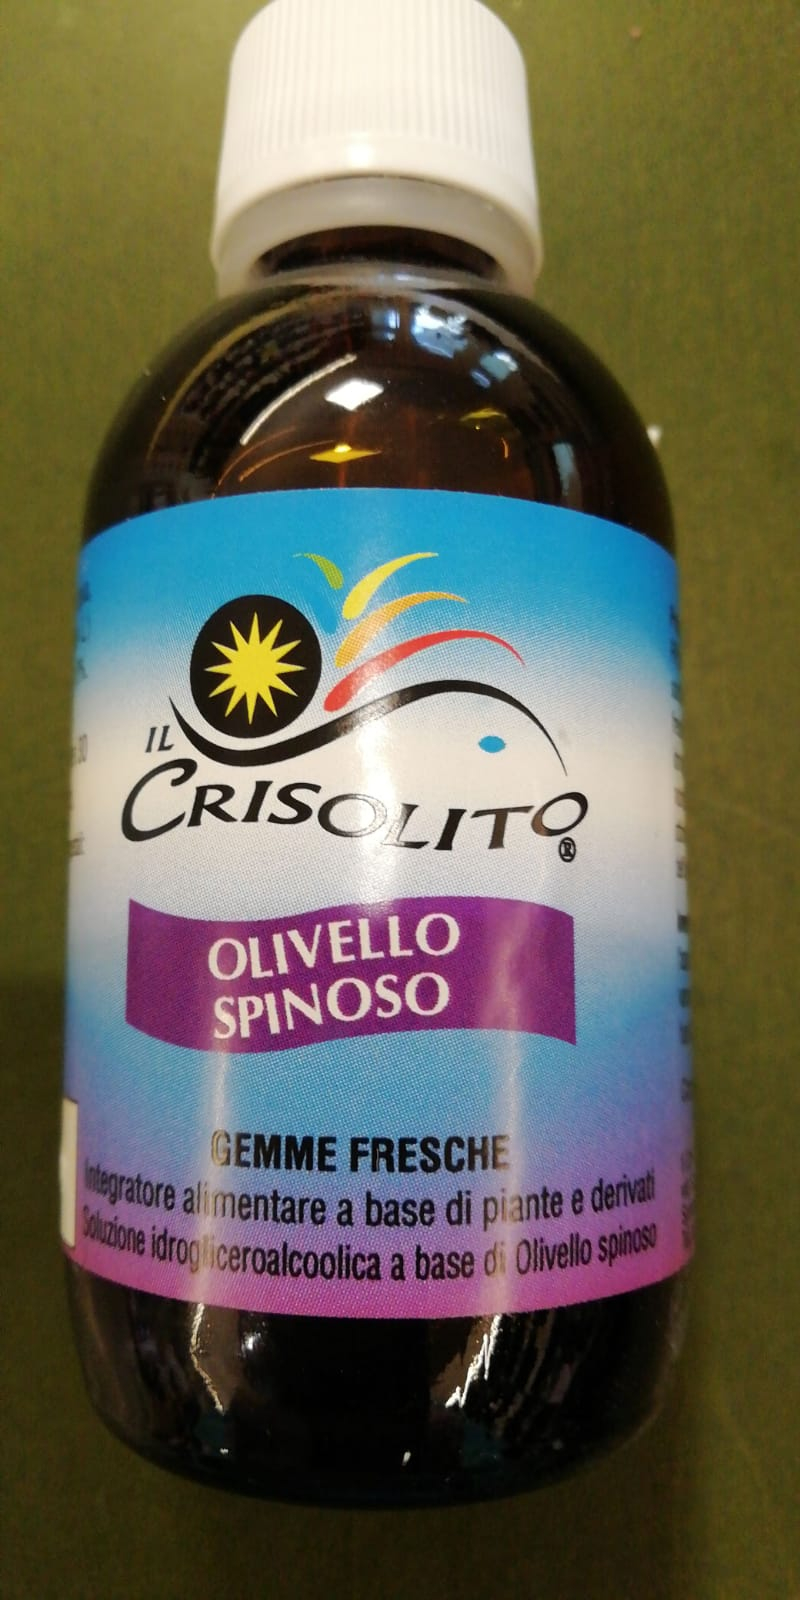 IL
CRISOLITO
®
OLIVELLO
SPINOSO
GEMME FRESCHE
Integratore alimentare a base di piante e derivati
Soluzione idrogliceroalcoolica a base di Olivello spinoso